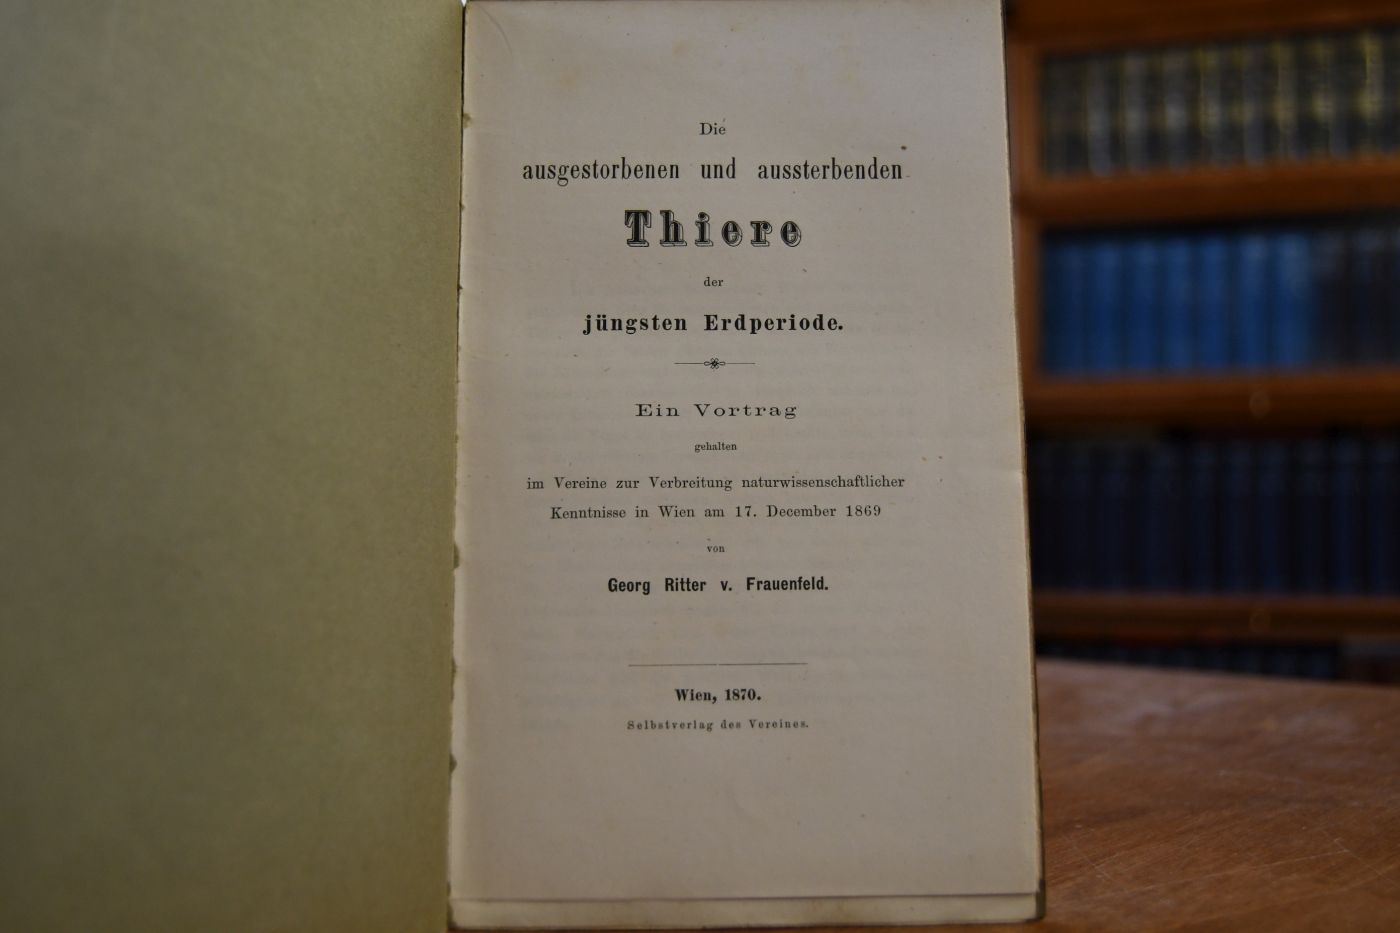 Die
ausgestorbenen und aussterbenden
Thiere
der
jüngsten Erdperiode.
Ein Vortrag
gehalten
im Vereine zur Verbreitung naturwissenschaftlicher
Kenntnisse in Wien am 17. December 1869
von
Georg Ritter v. Frauenfeld.
Wien, 1870.
Selbstverlag des Vereines.